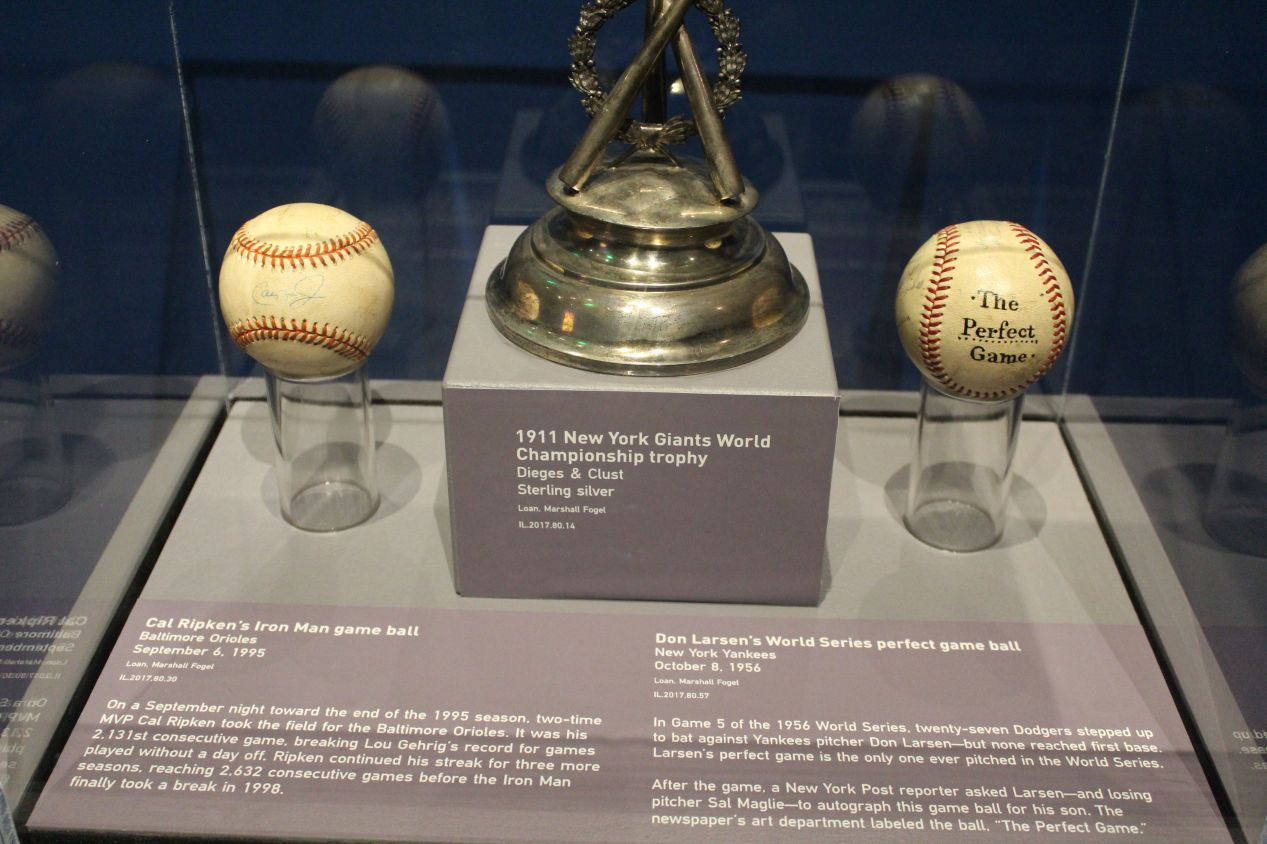 ·The
Perfect
Game·
1911 New York Giants World
Championship trophy
Dieges & Clust
Sterling silver
Loan, Marshall Fogel
IL.2017.80.14
Cal Ripken's Iron Man game ball
Baltimore Orioles
September 6, 1995
Loan, Marshall Fogel
IL.2017.80.30
On a September night toward the end of the 1995 season, two-time
MVP Cal Ripken took the field for the Baltimore Orioles. It was his
2,131st consecutive game, breaking Lou Gehrig's record for games
played without a day off. Ripken continued his streak for three more
seasons, reaching 2,632 consecutive games before the Iron Man
finally took a break in 1998.
Don Larsen's World Series perfect game ball
New York Yankees
October 8, 1956
Loan, Marshall Fogel
IL.2017.80.57
In Game 5 of the 1956 World Series, twenty-seven Dodgers stepped up
to bat against Yankees pitcher Don Larsen—but none reached first base.
Larsen's perfect game is the only one ever pitched in the World Series.
After the game, a New York Post reporter asked Larsen—and losing
pitcher Sal Maglie—to autograph this game ball for his son. The
newspaper's art department labeled the ball, "The Perfect Game."